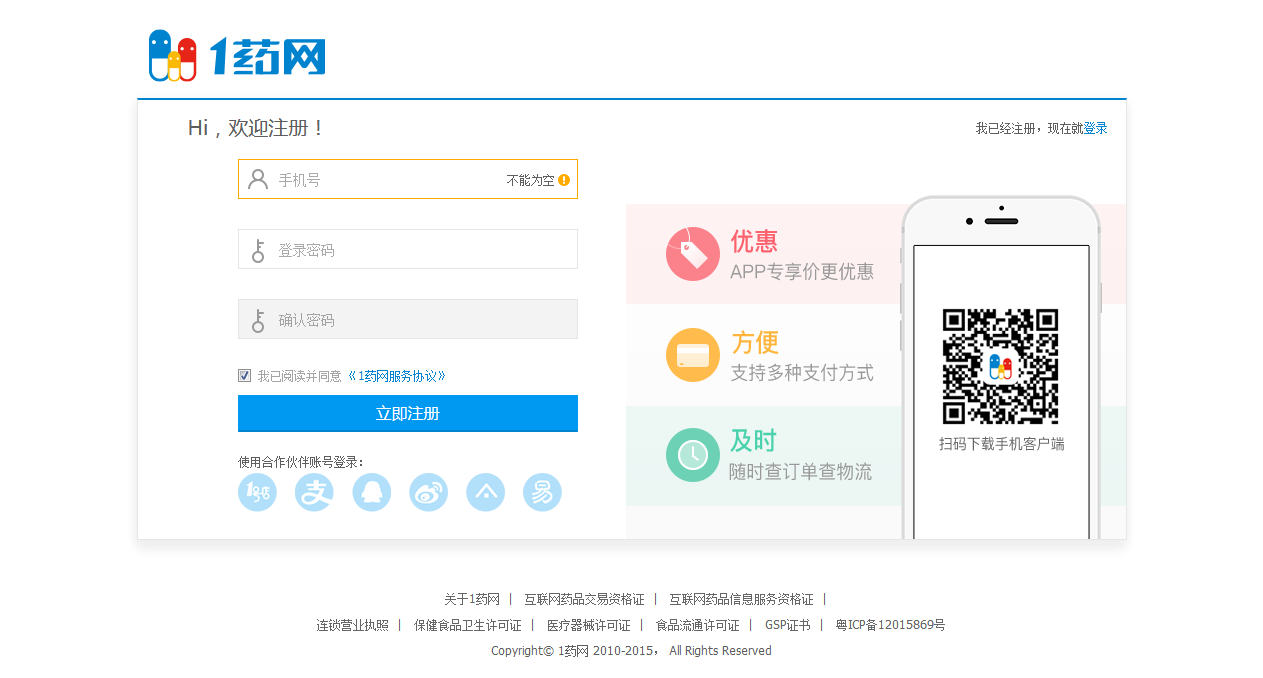 1药网
Hi，欢迎注册！
我已经注册，现在就登录
手机号
不能为空
登录密码
确认密码
我已阅读并同意 《1药网服务协议》
立即注册
使用合作伙伴账号登录：
1号店 支 易
优惠
APP专享价更优惠
方便
支持多种支付方式
及时
随时查订单查物流
扫码下载手机客户端
关于1药网 | 互联网药品交易资格证 | 互联网药品信息服务资格证 |
连锁营业执照 | 保健食品卫生许可证 | 医疗器械许可证 | 食品流通许可证 | GSP证书 | 粤ICP备12015869号
Copyright© 1药网 2010-2015， All Rights Reserved